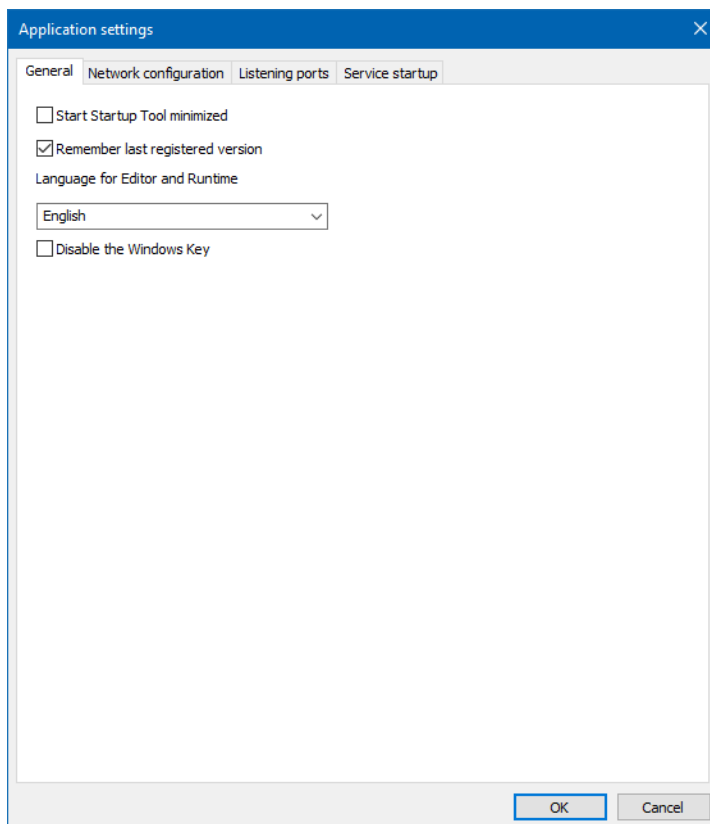 Application settings
General Network configuration Listening ports Service startup
Start Startup Tool minimized
Remember last registered version
Language for Editor and Runtime
English
Disable the Windows Key
OK Cancel